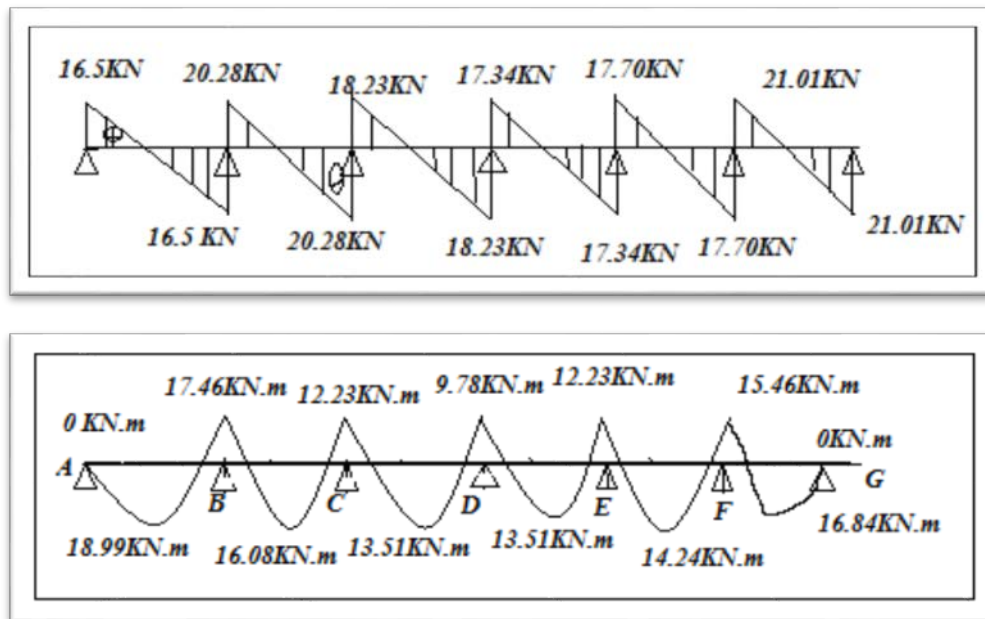 16.5KN 20.28KN 18.23KN 17.34KN 17.70KN 21.01KN
16.5 KN 20.28KN 18.23KN 17.34KN 17.70KN 21.01KN
17.46KN.m 12.23KN.m 9.78KN.m 12.23KN.m 15.46KN.m
0 KN.m 0KN.m
A B C D E F G
18.99KN.m 16.08KN.m 13.51KN.m 13.51KN.m 14.24KN.m 16.84KN.m